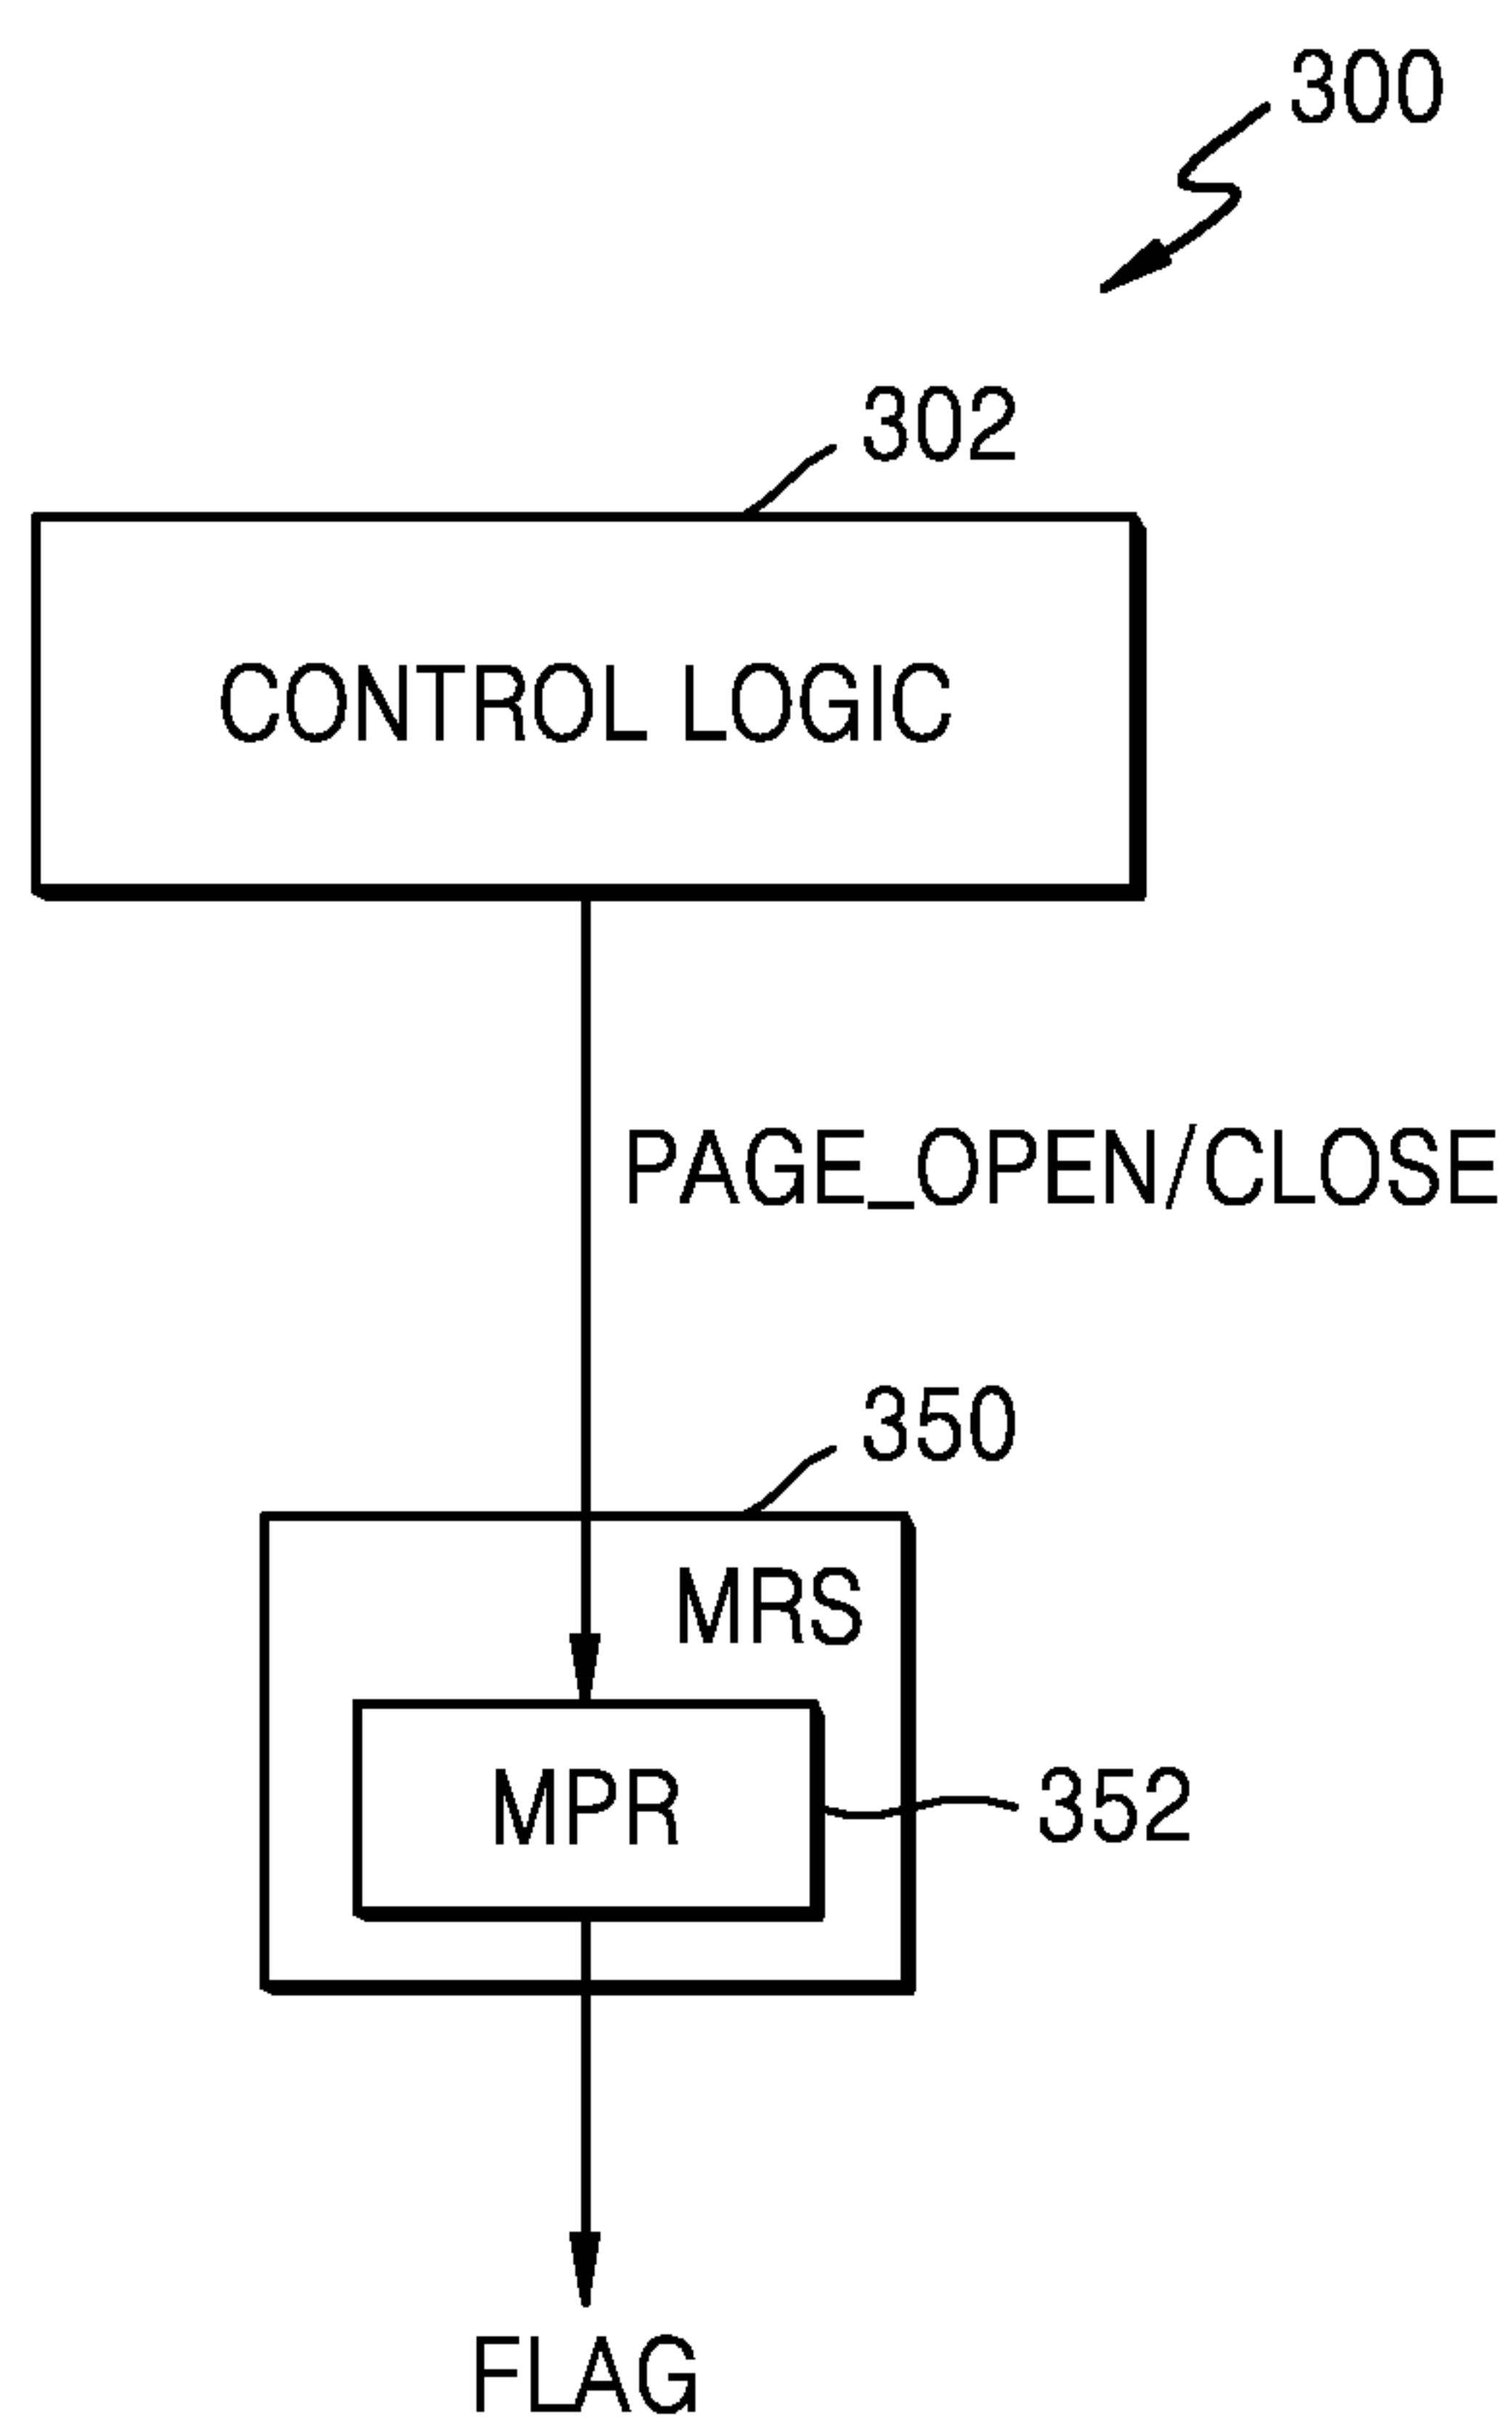 300
302
CONTROL LOGIC
PAGE_OPEN/CLOSE
350
MRS
MPR
352
FLAG